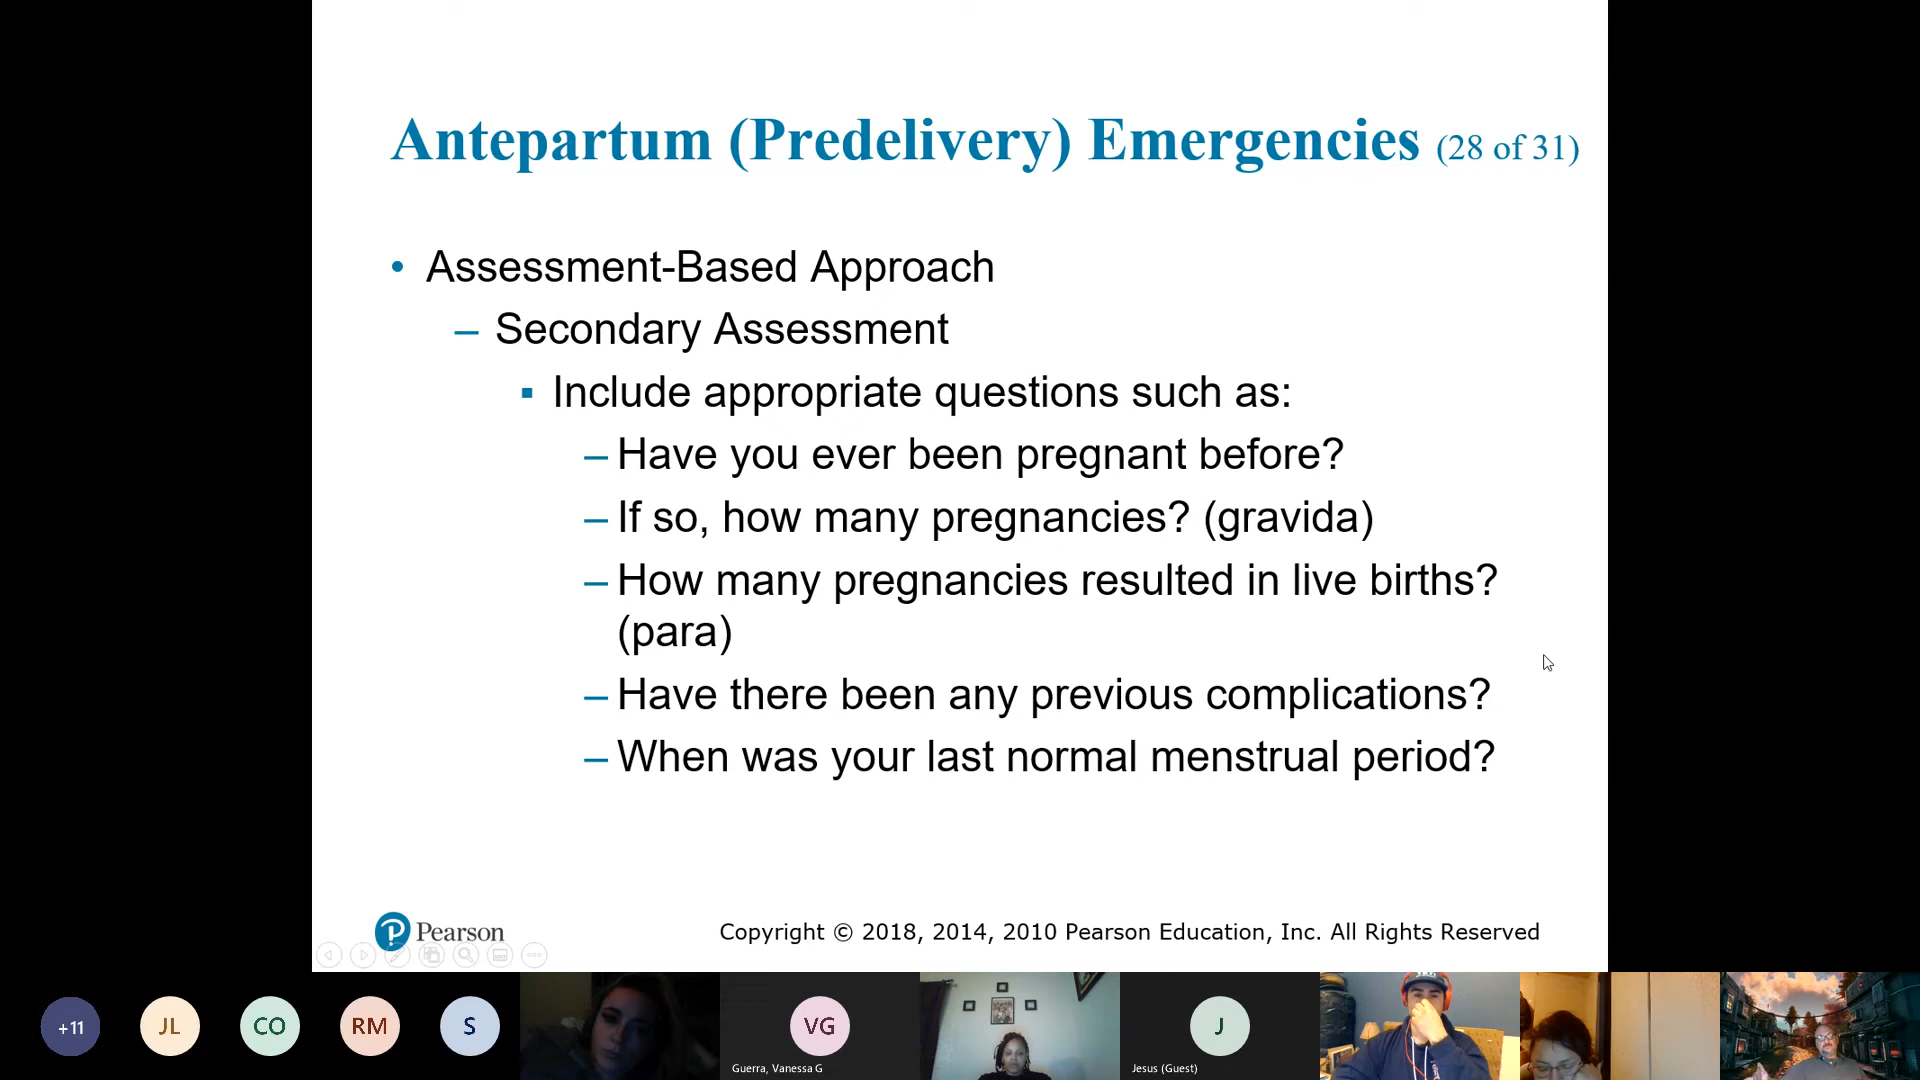 Antepartum (Predelivery) Emergencies (28 of 31)
• Assessment-Based Approach
– Secondary Assessment
▪ Include appropriate questions such as:
– Have you ever been pregnant before?
– If so, how many pregnancies? (gravida)
– How many pregnancies resulted in live births?
(para)
– Have there been any previous complications?
– When was your last normal menstrual period?
Pearson
Copyright © 2018, 2014, 2010 Pearson Education, Inc. All Rights Reserved
+11
JL
CO
RM
S
VG
Guerra, Vanessa G
J
Jesus (Guest)